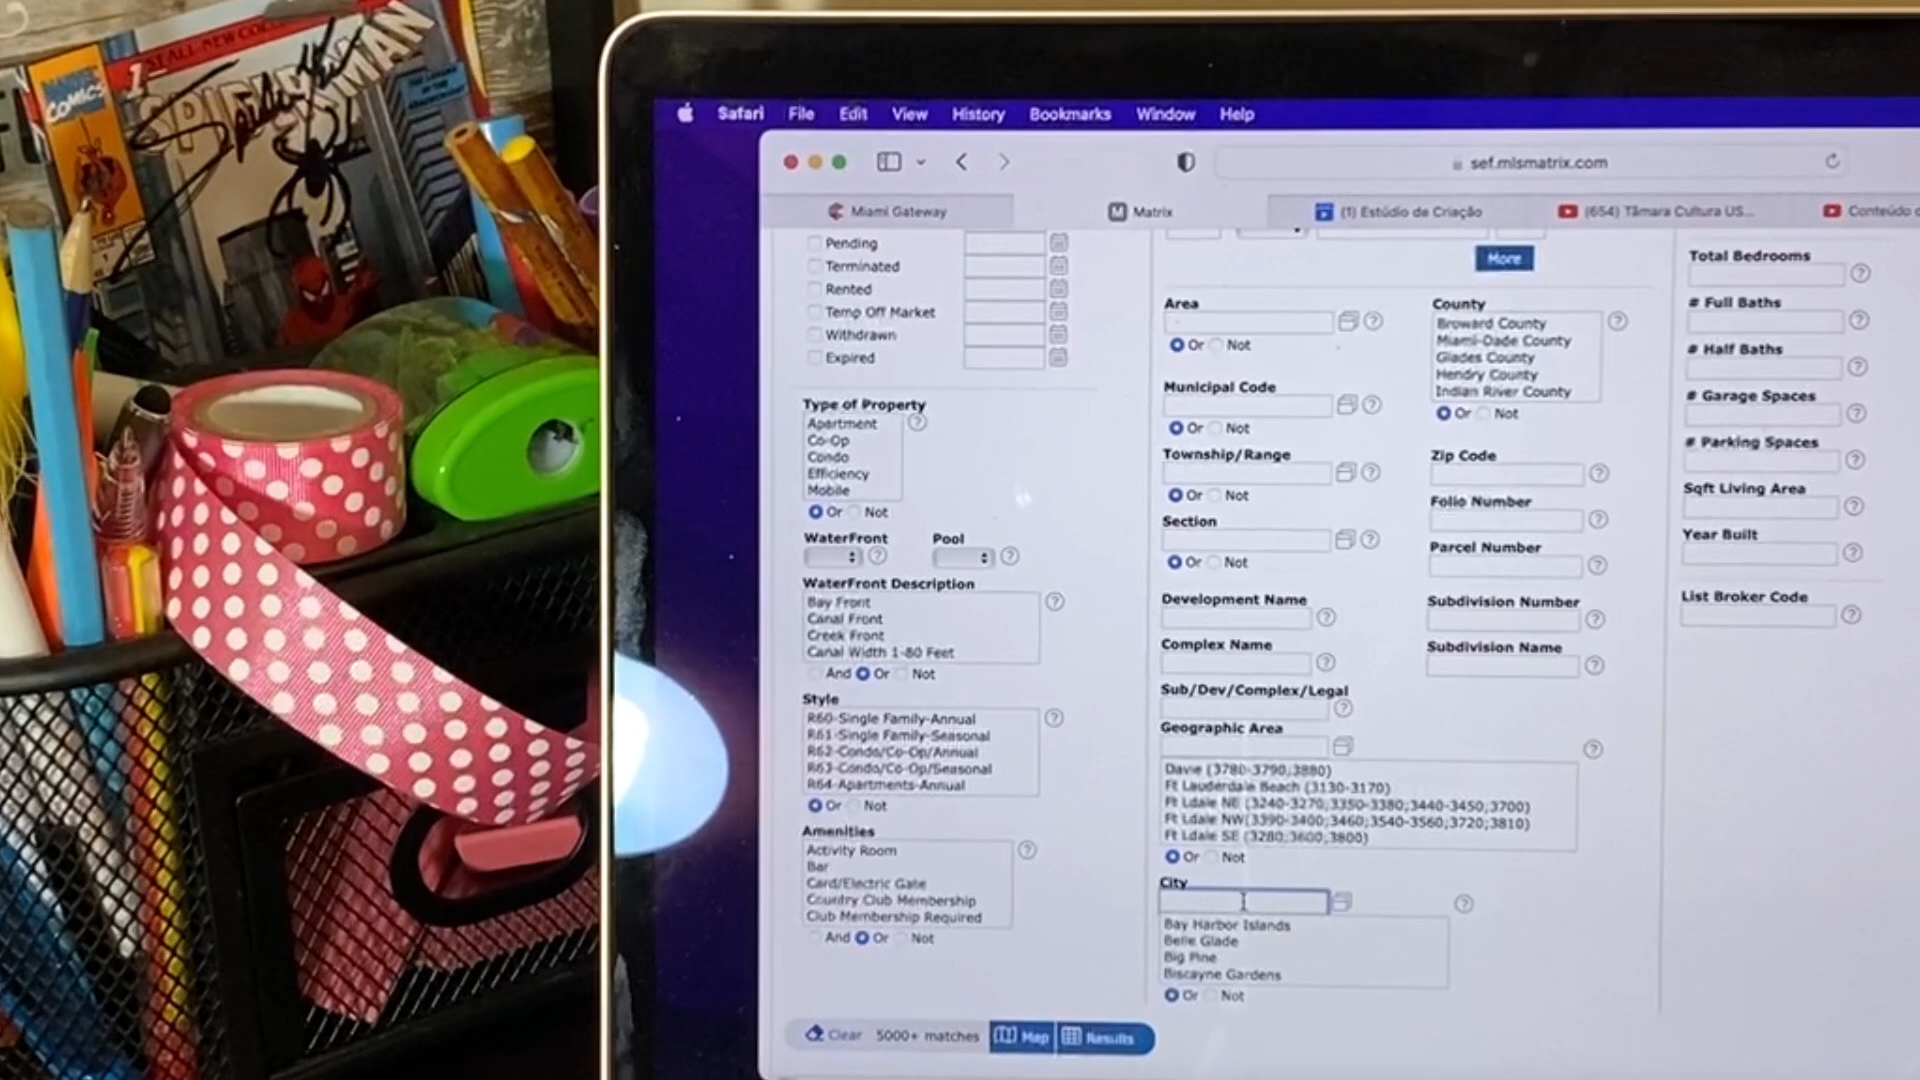 MARVEL COMICS
1
ALL-NEW
SPIDER-MAN
Safari File Edit View History Bookmarks Window Help
sef.mlsmatrix.com
Miami Gateway
Matrix
(1) Estúdio de Criação
(654) Tâmara Cultura US...
Conteúdo
Pending
Terminated
Rented
Temp Off Market
Withdrawn
Expired
Type of Property
Apartment
Co-Op
Condo
Efficiency
Mobile
Or Not
WaterFront Pool
WaterFront Description
Bay Front
Canal Front
Creek Front
Canal Width 1-80 Feet
And Or Not
Style
R60-Single Family-Annual
R61-Single Family-Seasonal
R62-Condo/Co-Op/Annual
R63-Condo/Co-Op/Seasonal
R64-Apartments-Annual
Or Not
Amenities
Activity Room
Bar
Card/Electric Gate
Country Club Membership
Club Membership Required
And Or Not
More
Area
Or Not
Municipal Code
Or Not
Township/Range
Or Not
Section
Or Not
Development Name
Complex Name
Sub/Dev/Complex/Legal
Geographic Area
Davie (3780-3790;3880)
Ft Lauderdale Beach (3130-3170)
Ft Ldale NE (3240-3270;3350-3380;3440-3450;3700)
Ft Ldale NW(3390-3400;3460;3540-3560;3720;3810)
Ft Ldale SE (3280;3600;3800)
Or Not
City
Bay Harbor Islands
Belle Glade
Big Pine
Biscayne Gardens
Or Not
County
Broward County
Miami-Dade County
Glades County
Hendry County
Indian River County
Or Not
Zip Code
Folio Number
Parcel Number
Subdivision Number
Subdivision Name
Total Bedrooms
# Full Baths
# Half Baths
# Garage Spaces
# Parking Spaces
Sqft Living Area
Year Built
List Broker Code
Clear 5000+ matches Map Results